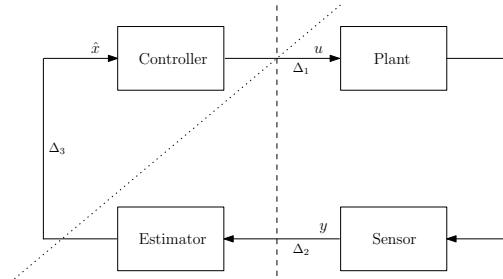 x̂
Controller
u
Plant
Δ₁
Δ₃
Estimator
y
Sensor
Δ₂